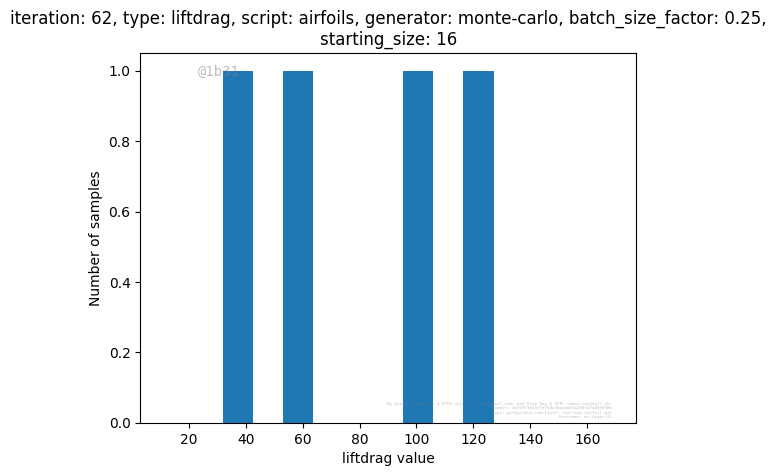 iteration: 62, type: liftdrag, script: airfoils, generator: monte-carlo, batch_size_factor: 0.25,
starting_size: 16
@1b31
1.0
0.8
0.6
0.4
0.2
0.0
Number of samples
20 40 60 80 100 120 140 160
liftdrag value